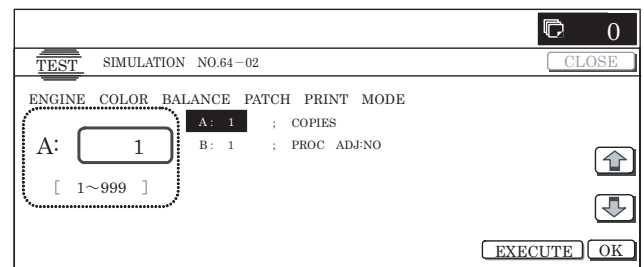 0
TEST SIMULATION NO.64-02 CLOSE
ENGINE COLOR BALANCE PATCH PRINT MODE
A: 1 ; COPIES
B: 1 ; PROC ADJ:NO
A: 1
[ 1~999 ]
EXECUTE OK